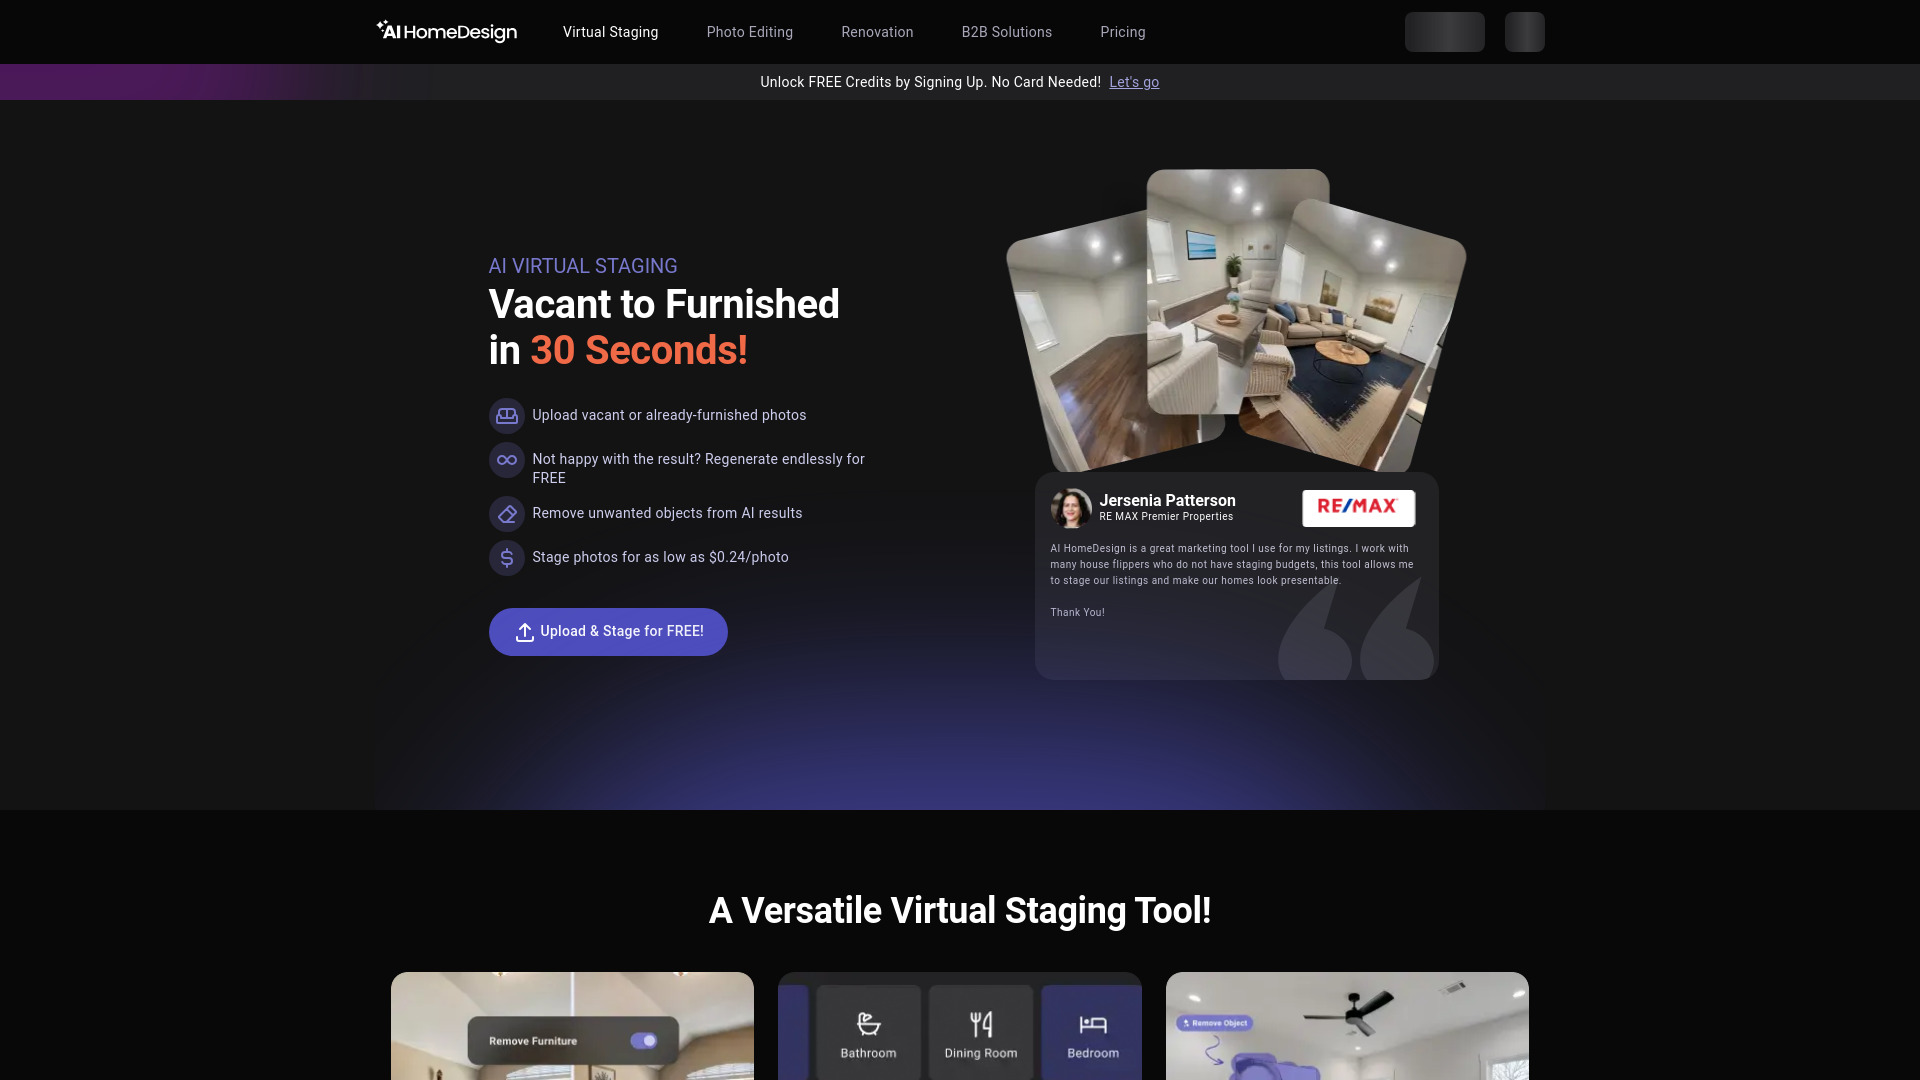 AI HomeDesign
Virtual Staging
Photo Editing
Renovation
B2B Solutions
Pricing
Unlock FREE Credits by Signing Up. No Card Needed! Let's go
AI VIRTUAL STAGING
Vacant to Furnished
in 30 Seconds!
Upload vacant or already-furnished photos
Not happy with the result? Regenerate endlessly for
FREE
Remove unwanted objects from AI results
Stage photos for as low as $0.24/photo
Upload & Stage for FREE!
Jersenia Patterson
RE MAX Premier Properties
RE/MAX
AI HomeDesign is a great marketing tool I use for my listings. I work with
many house flippers who do not have staging budgets, this tool allows me
to stage our listings and make our homes look presentable.
Thank You!
A Versatile Virtual Staging Tool!
Remove Furniture
Bathroom
Dining Room
Bedroom
Remove Object